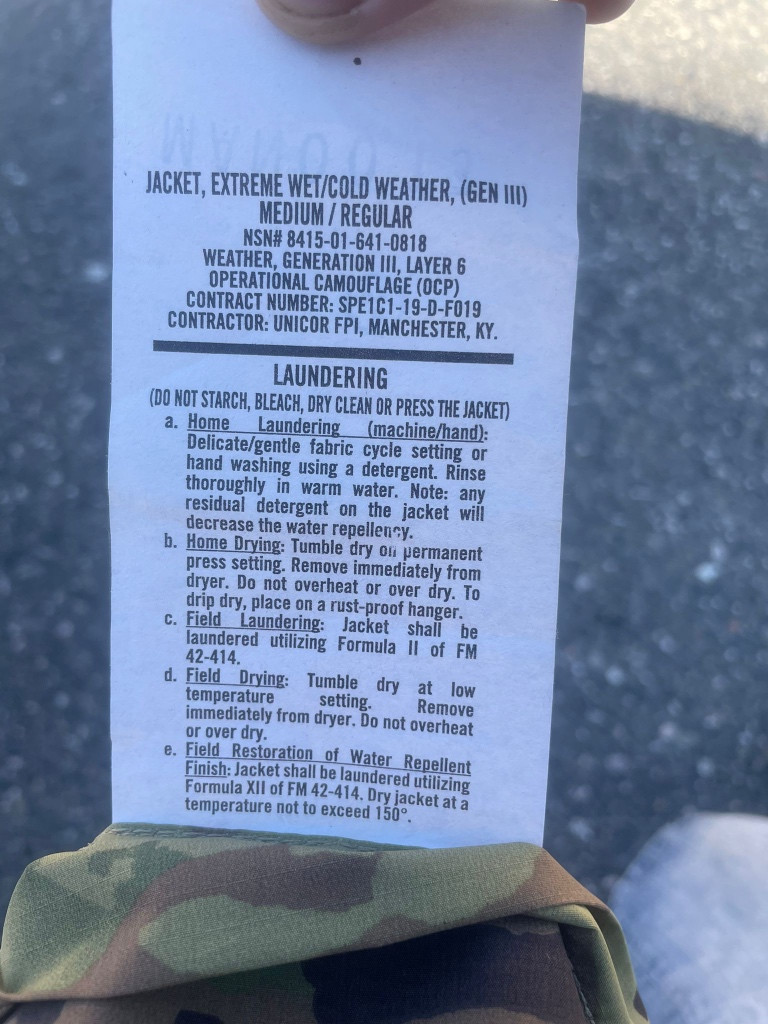 JACKET, EXTREME WET/COLD WEATHER, (GEN III)
MEDIUM / REGULAR
NSN# 8415-01-641-0818
WEATHER, GENERATION III, LAYER 6
OPERATIONAL CAMOUFLAGE (OCP)
CONTRACT NUMBER: SPE1C1-19-D-F019
CONTRACTOR: UNICOR FPI, MANCHESTER, KY.
LAUNDERING
(DO NOT STARCH, BLEACH, DRY CLEAN OR PRESS THE JACKET)
a. Home Laundering (machine/hand):
Delicate/gentle fabric cycle setting or
hand washing using a detergent. Rinse
thoroughly in warm water. Note: any
residual detergent on the jacket will
decrease the water repellency.
b. Home Drying: Tumble dry on permanent
press setting. Remove immediately from
dryer. Do not overheat or over dry. To
drip dry, place on a rust-proof hanger.
c. Field Laundering: Jacket shall be
laundered utilizing Formula II of FM
42-414.
d. Field Drying: Tumble dry at low
temperature setting. Remove
immediately from dryer. Do not overheat
or over dry.
e. Field Restoration of Water Repellent
Finish: Jacket shall be laundered utilizing
Formula XII of FM 42-414. Dry jacket at a
temperature not to exceed 150°.